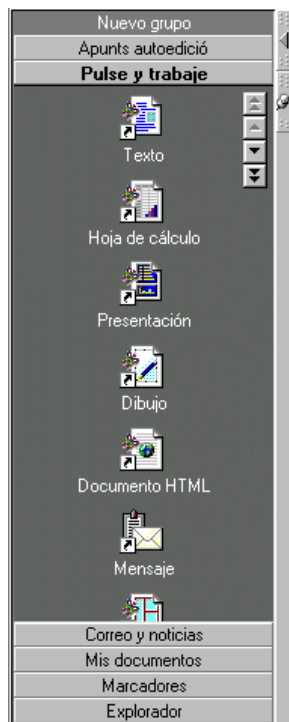 Nuevo grupo
Apunts autoedició
Pulse y trabaje
Texto
Hoja de cálculo
Presentación
Dibujo
Documento HTML
Mensaje
Correo y noticias
Mis documentos
Marcadores
Explorador